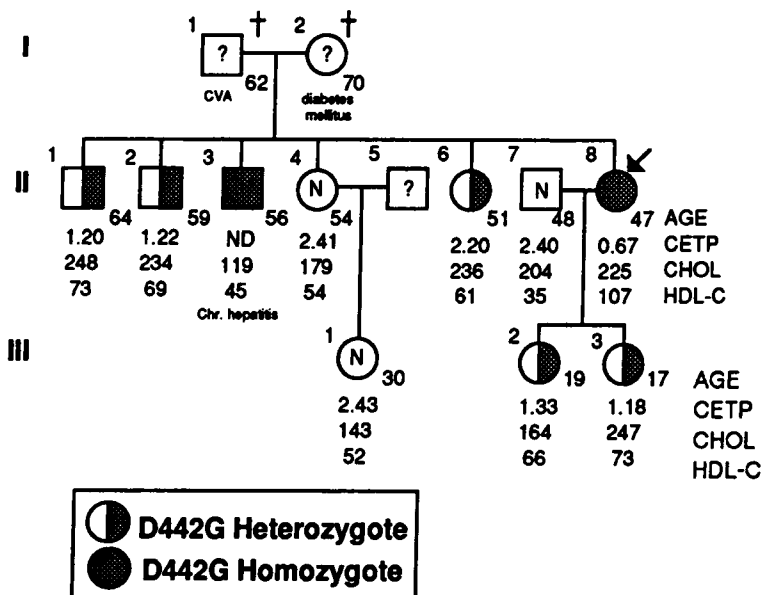 I
1 † 2 †
? ?
62 70
CVA diabetes
mellitus
II
1 2 3 4 5 6 7 8
N ? N
64 59 56 54 51 48 47 AGE
1.20 1.22 ND 2.41 2.20 2.40 0.67 CETP
248 234 119 179 236 204 225 CHOL
73 69 45 54 61 35 107 HDL-C
Chr. hepatitis
III
1 2 3
N
30 19 17 AGE
2.43 1.33 1.18 CETP
143 164 247 CHOL
52 66 73 HDL-C
D442G Heterozygote
D442G Homozygote